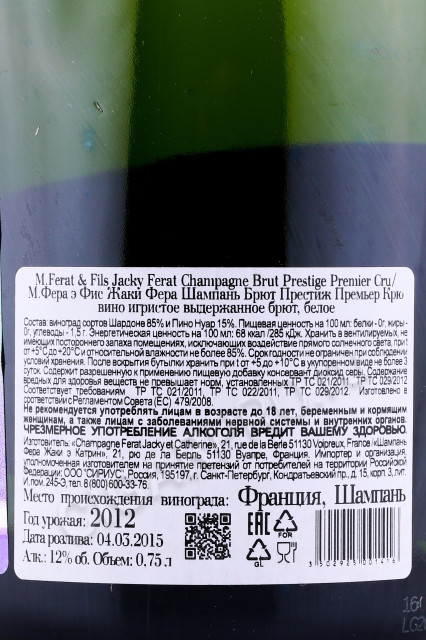 M.Ferat & Fils Jacky Ferat Champagne Brut Prestige Premier Cru/
М.Фера э Фис Жаки Фера Шампань Брют Престиж Премьер Крю
вино игристое выдержанное брют, белое
Состав: виноград сортов Шардоне 85% и Пино Нуар 15%. Пищевая ценность на 100 мл: белки - 0г, жиры-
0г, углеводы - 1,5 г. Энергетическая ценность на 100 мл: 68 ккал /285 кДж. Хранить в вентилируемых, не
имеющих постороннего запаха помещениях, исключающих воздействие прямого солнечного света, при t
от +5°С до +20°С и относительной влажности не более 85%. Срок годности не ограничен при соблюдении
условий хранения. После вскрытия бутылки хранить при t от +5 до +10°С в укупоренном виде не более 3
суток. Содержит разрешенную к применению пищевую добавку консервант диоксид серы. Содержание
вредных для здоровья веществ не превышает норм, установленных ТР ТС 021/2011, ТР ТС 029/2012
Соответствует требованиям ТР ТС 021/2011, ТР ТС 022/2011, ТР ТС 029/2012. Изготовлено в
соответствии с Регламентом Совета (ЕС) 479/2008.
Не рекомендуется употреблять лицам в возрасте до 18 лет, беременным и кормящим
женщинам, а также лицам с заболеваниями нервной системы и внутренних органов.
ЧРЕЗМЕРНОЕ УПОТРЕБЛЕНИЕ АЛКОГОЛЯ ВРЕДИТ ВАШЕМУ ЗДОРОВЬЮ
Изготовитель: «Champagne Ferat Jacky et Catherine», 21, rue de la Berle 51130 Voipreux, France /«Шампань
Фера Жаки э Катрин», 21, рю де ла Берль 51130 Вуапре, Франция. Импортер и организация,
уполномоченная изготовителем на принятие претензий от потребителей на территории Российской
Федерации: ООО "СИРИУС", Россия, 195197, г. Санкт-Петербург, Кондратьевский пр., д.15, корп. 3, лит.
И, пом. 245-Э, тел. 8 (800) 600-33-76.
Место происхождения винограда: Франция, Шампань
Год урожая: 2012
Дата розлива: 04.03.2015
Алк.: 12% об. Объем: 0.75 л
EAC
FOR
GL
3 502925 001416